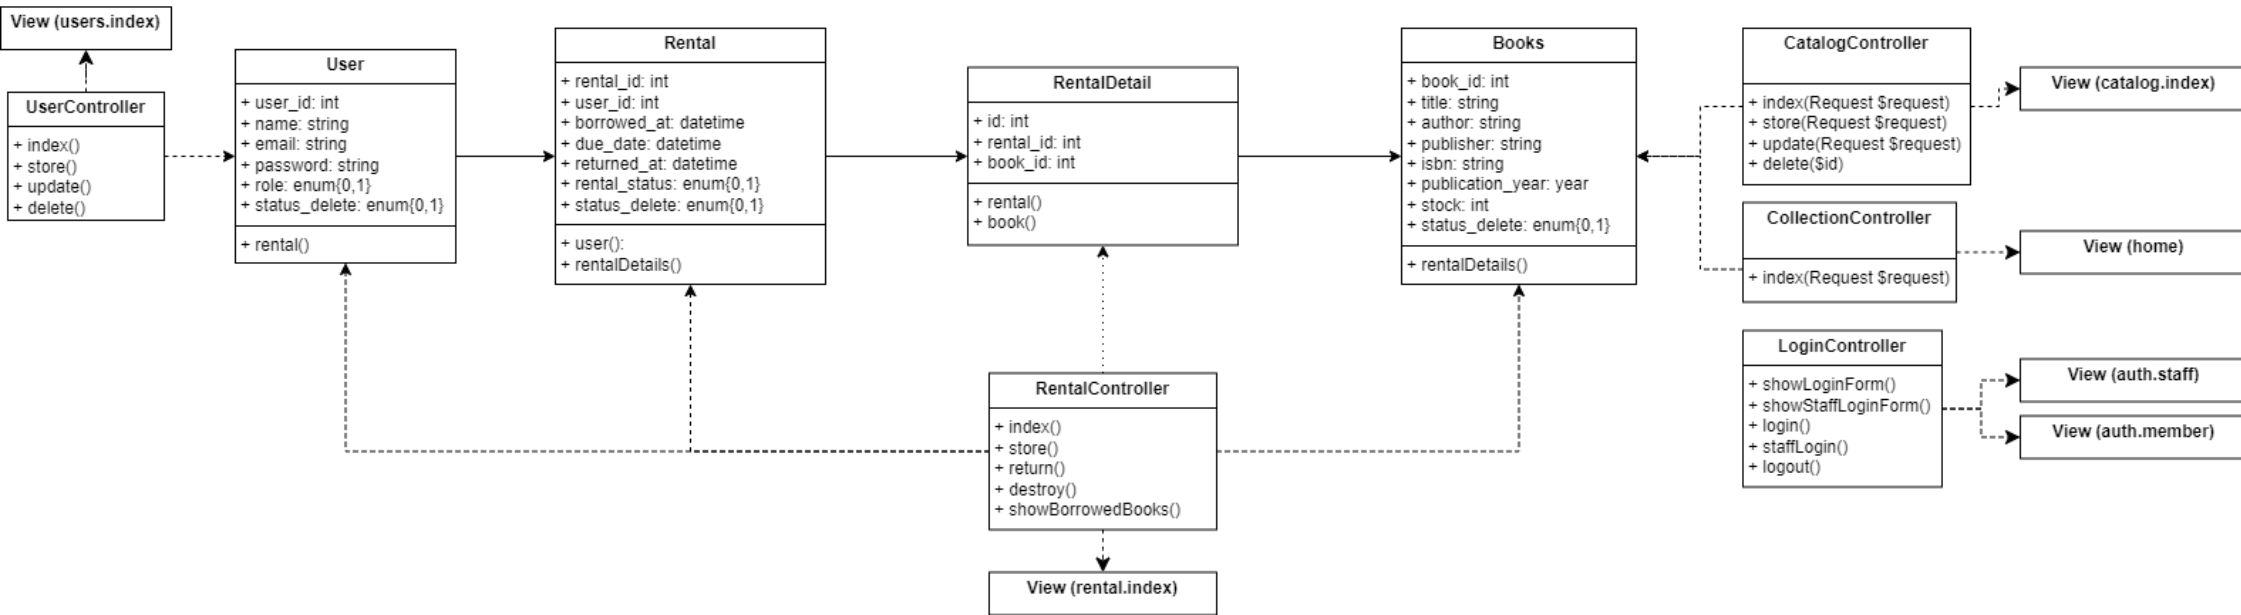 View (users.index)
UserController
+ index()
+ store()
+ update()
+ delete()
User
+ user_id: int
+ name: string
+ email: string
+ password: string
+ role: enum{0,1}
+ status_delete: enum{0,1}
+ rental()
Rental
+ rental_id: int
+ user_id: int
+ borrowed_at: datetime
+ due_date: datetime
+ returned_at: datetime
+ rental_status: enum{0,1}
+ status_delete: enum{0,1}
+ user():
+ rentalDetails()
RentalDetail
+ id: int
+ rental_id: int
+ book_id: int
+ rental()
+ book()
Books
+ book_id: int
+ title: string
+ author: string
+ publisher: string
+ isbn: string
+ publication_year: year
+ stock: int
+ status_delete: enum{0,1}
+ rentalDetails()
CatalogController
+ index(Request $request)
+ store(Request $request)
+ update(Request $request)
+ delete($id)
View (catalog.index)
CollectionController
+ index(Request $request)
View (home)
LoginController
+ showLoginForm()
+ showStaffLoginForm()
+ login()
+ staffLogin()
+ logout()
View (auth.staff)
View (auth.member)
RentalController
+ index()
+ store()
+ return()
+ destroy()
+ showBorrowedBooks()
View (rental.index)